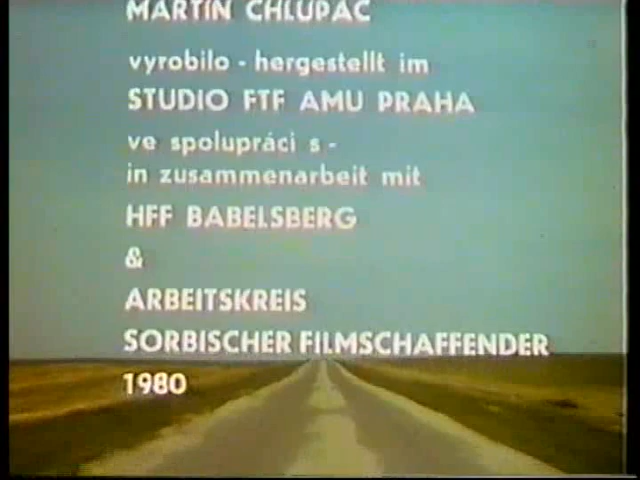 MARTIN CHLUPÁČ
vyrobilo - hergestellt im
STUDIO FTF AMU PRAHA
ve spolupráci s -
in zusammenarbeit mit
HFF BABELSBERG
&
ARBEITSKREIS
SORBISCHER FILMSCHAFFENDER
1980